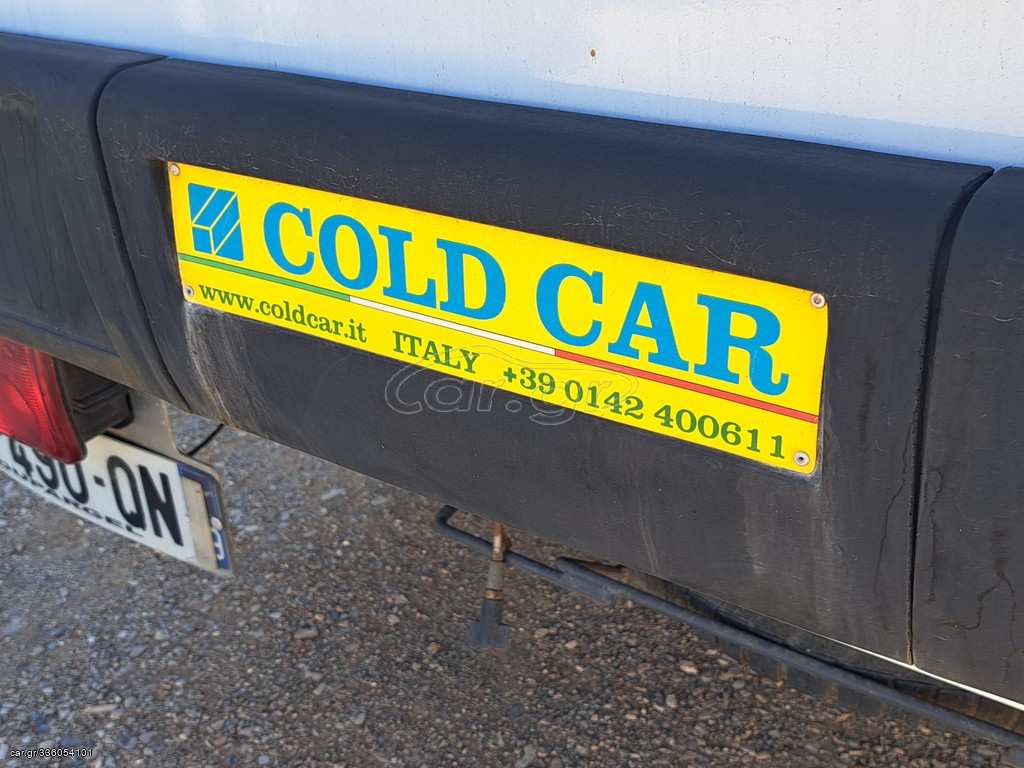 COLD CAR
www.coldcar.it ITALY +39 0142 400611
Car.gr
490-QN
car.gr/336054101